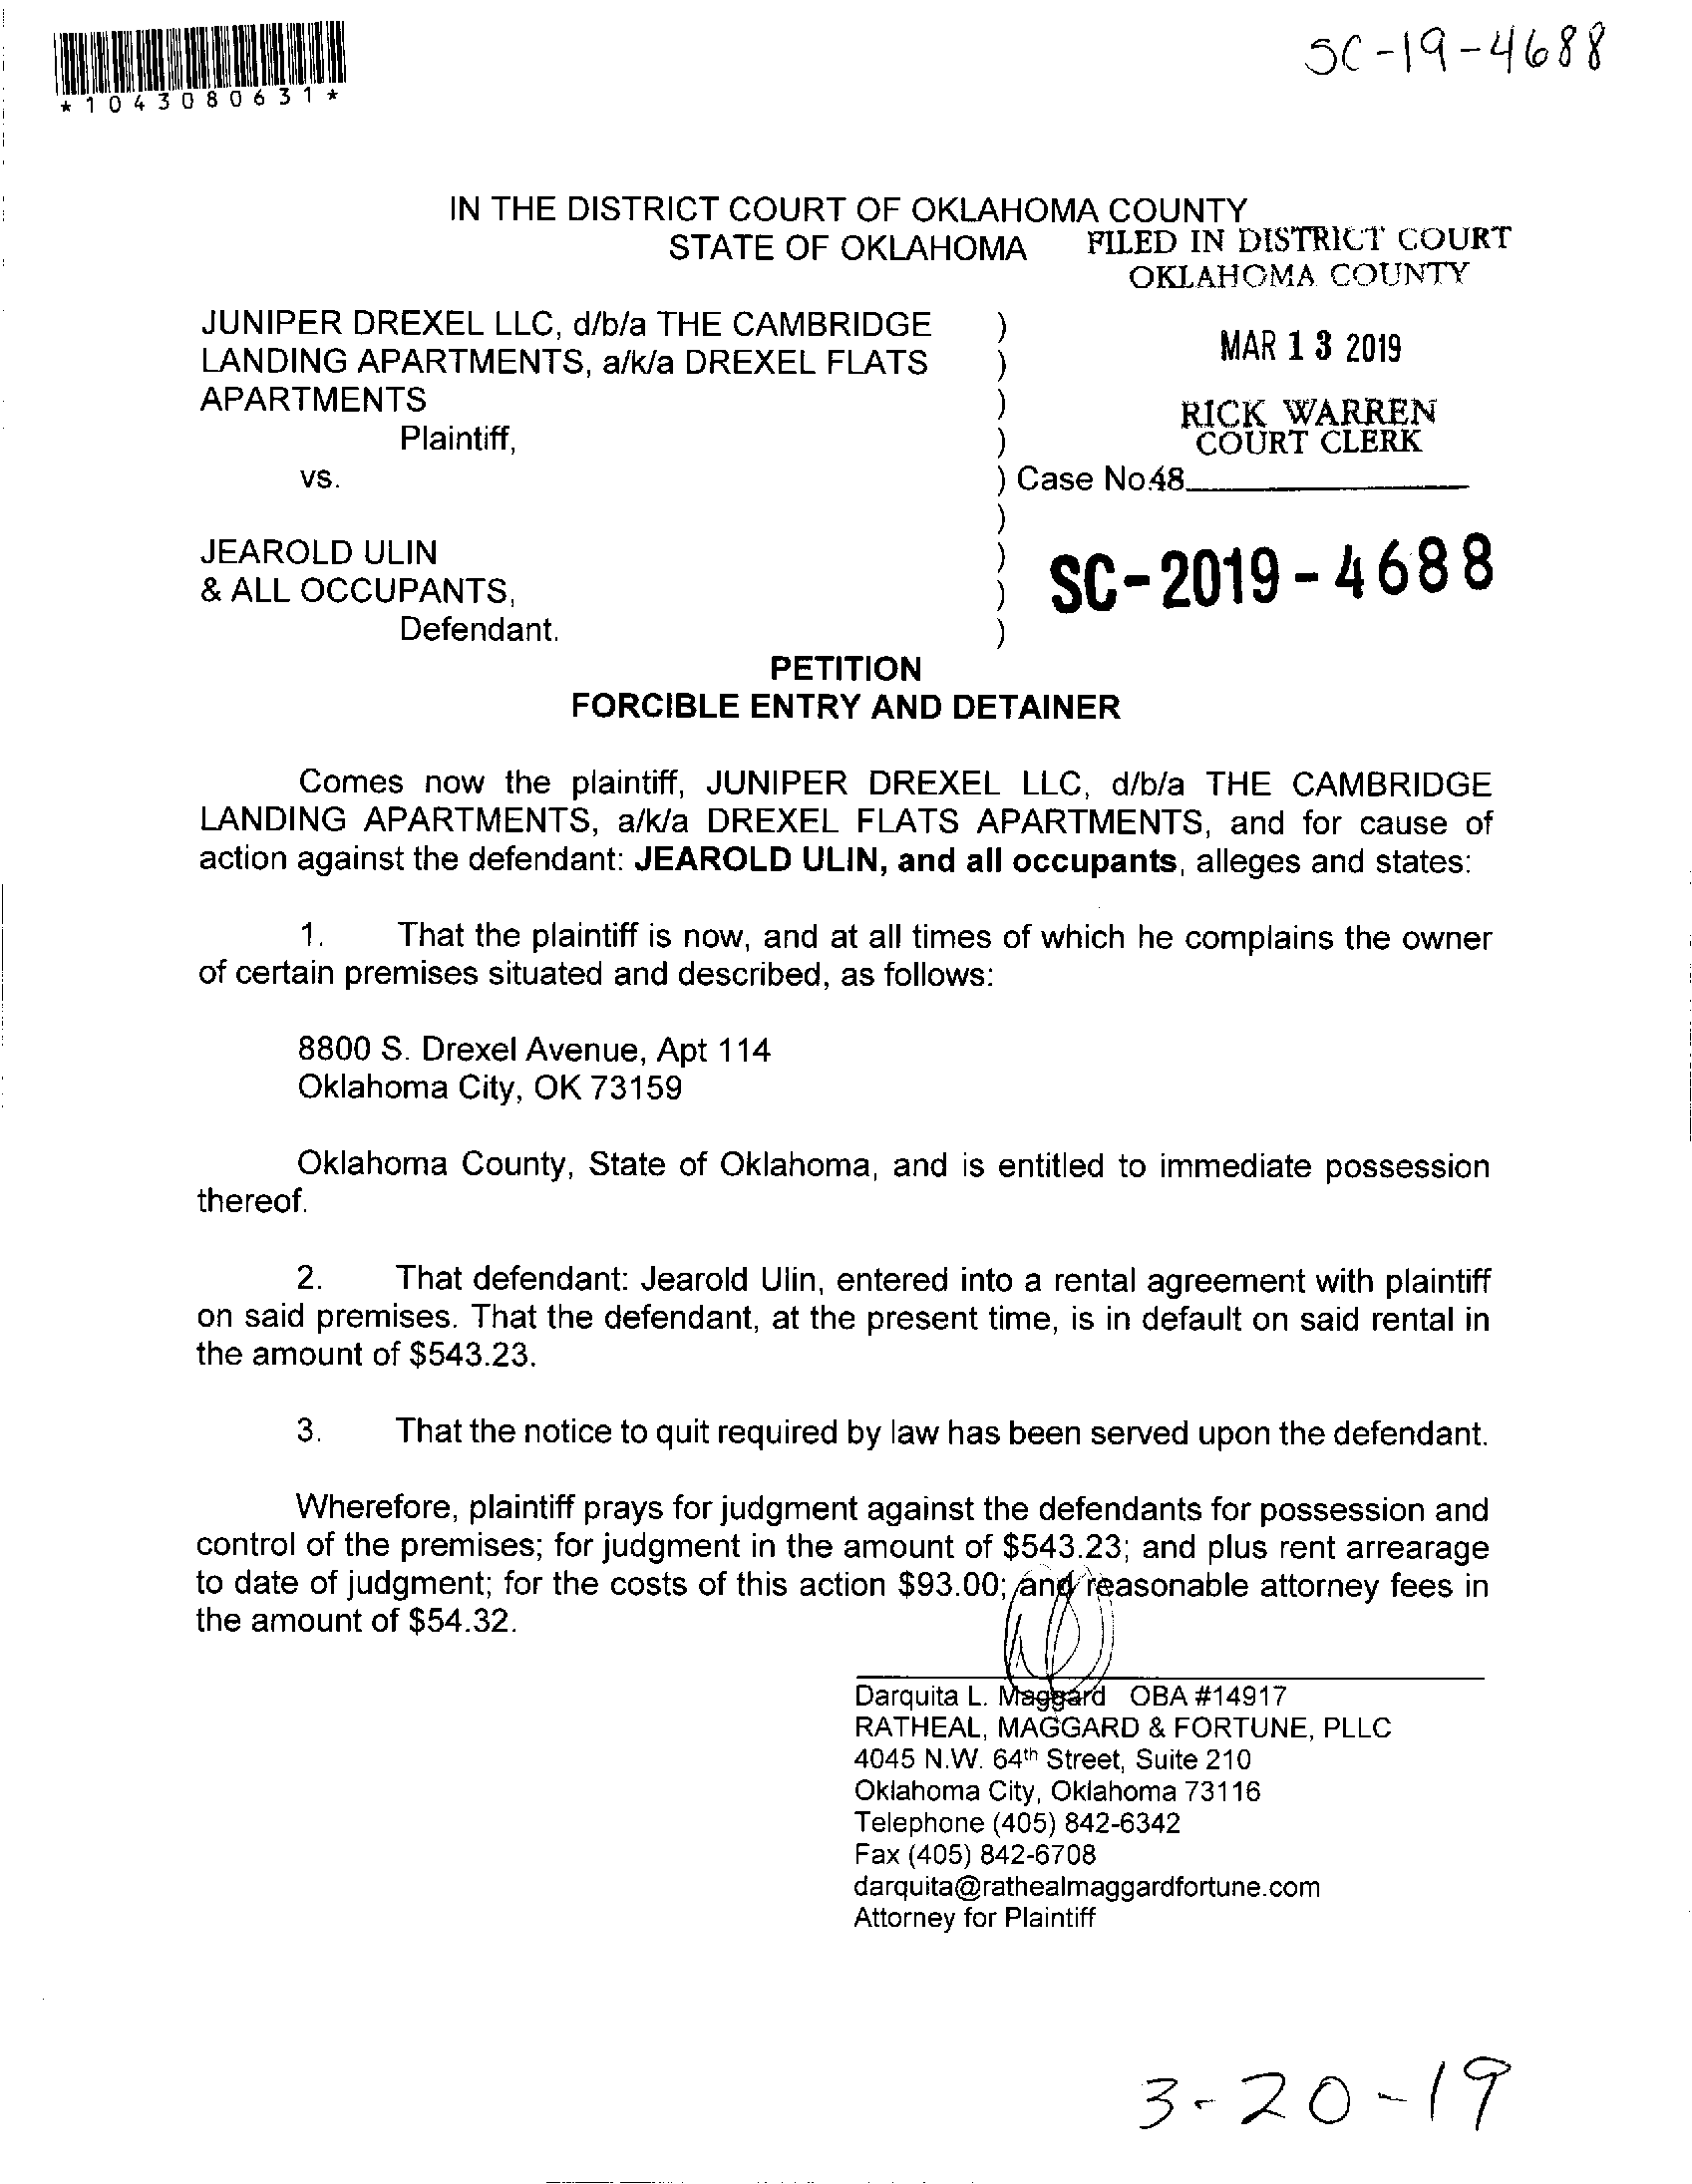 SC-19-4688
*1043080631*
IN THE DISTRICT COURT OF OKLAHOMA COUNTY
STATE OF OKLAHOMA
FILED IN DISTRICT COURT
OKLAHOMA COUNTY
JUNIPER DREXEL LLC, d/b/a THE CAMBRIDGE )
LANDING APARTMENTS, a/k/a DREXEL FLATS )
APARTMENTS )
MAR 13 2019
RICK WARREN
COURT CLERK
Plaintiff, )
vs. ) Case No. 48
)
JEAROLD ULIN )
& ALL OCCUPANTS, )
SC-2019-4688
Defendant. )
PETITION
FORCIBLE ENTRY AND DETAINER
Comes now the plaintiff, JUNIPER DREXEL LLC, d/b/a THE CAMBRIDGE
LANDING APARTMENTS, a/k/a DREXEL FLATS APARTMENTS, and for cause of
action against the defendant: JEAROLD ULIN, and all occupants, alleges and states:
1. That the plaintiff is now, and at all times of which he complains the owner
of certain premises situated and described, as follows:
8800 S. Drexel Avenue, Apt 114
Oklahoma City, OK 73159
Oklahoma County, State of Oklahoma, and is entitled to immediate possession
thereof.
2. That defendant: Jearold Ulin, entered into a rental agreement with plaintiff
on said premises. That the defendant, at the present time, is in default on said rental in
the amount of $543.23.
3. That the notice to quit required by law has been served upon the defendant.
Wherefore, plaintiff prays for judgment against the defendants for possession and
control of the premises; for judgment in the amount of $543.23; and plus rent arrearage
to date of judgment; for the costs of this action $93.00; and reasonable attorney fees in
the amount of $54.32.
Darquita L. Maggard OBA #14917
RATHEAL, MAGGARD & FORTUNE, PLLC
4045 N.W. 64th Street, Suite 210
Oklahoma City, Oklahoma 73116
Telephone (405) 842-6342
Fax (405) 842-6708
darquita@rathealmaggardfortune.com
Attorney for Plaintiff
3-20-19